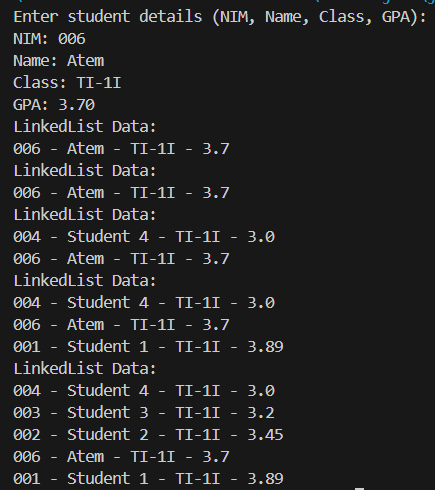 Enter student details (NIM, Name, Class, GPA):
NIM: 006
Name: Atem
Class: TI-1I
GPA: 3.70
LinkedList Data:
006 - Atem - TI-1I - 3.7
LinkedList Data:
006 - Atem - TI-1I - 3.7
LinkedList Data:
004 - Student 4 - TI-1I - 3.0
006 - Atem - TI-1I - 3.7
LinkedList Data:
004 - Student 4 - TI-1I - 3.0
006 - Atem - TI-1I - 3.7
001 - Student 1 - TI-1I - 3.89
LinkedList Data:
004 - Student 4 - TI-1I - 3.0
003 - Student 3 - TI-1I - 3.2
002 - Student 2 - TI-1I - 3.45
006 - Atem - TI-1I - 3.7
001 - Student 1 - TI-1I - 3.89